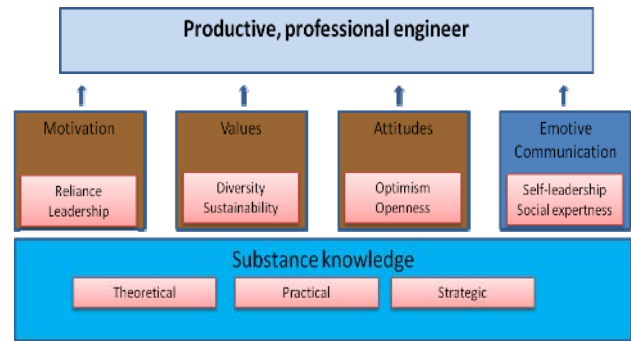 Productive, professional engineer
Motivation
Reliance
Leadership
Values
Diversity
Sustainability
Attitudes
Optimism
Openness
Emotive
Communication
Self-leadership
Social expertness
Substance knowledge
Theoretical
Practical
Strategic